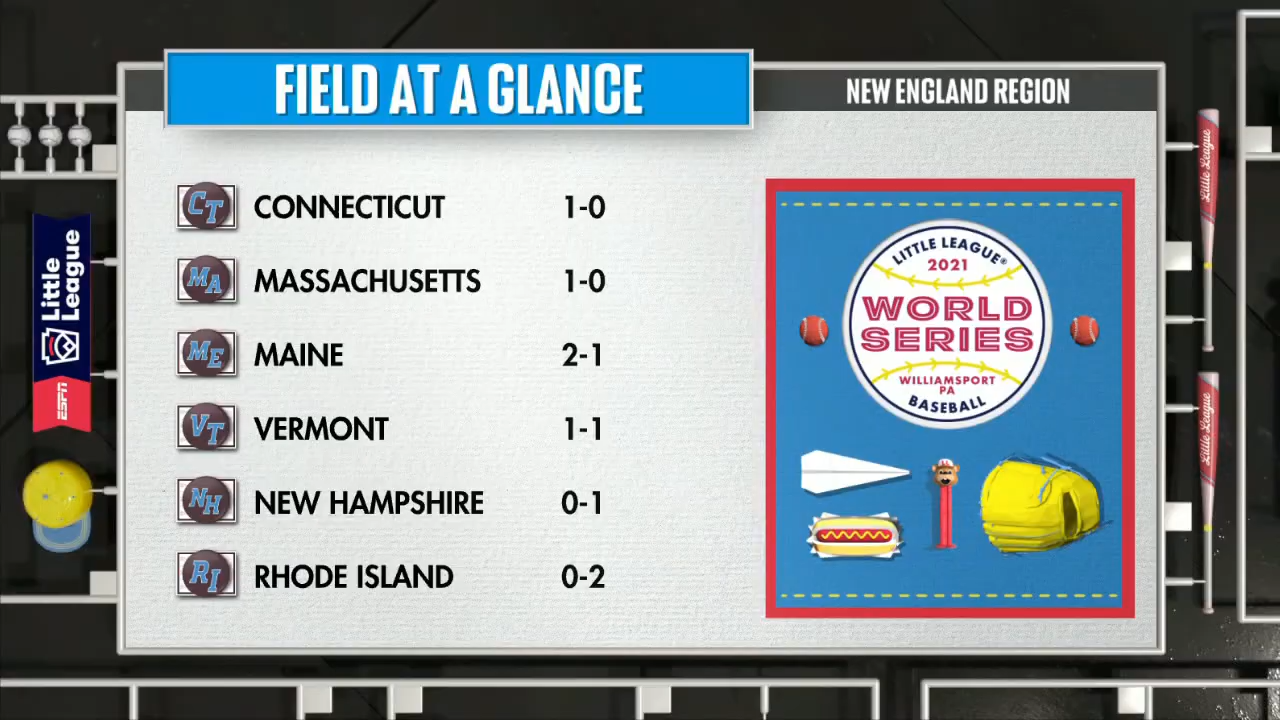 FIELD AT A GLANCE
NEW ENGLAND REGION
CT CONNECTICUT 1-0
MA MASSACHUSETTS 1-0
ME MAINE 2-1
VT VERMONT 1-1
NH NEW HAMPSHIRE 0-1
RI RHODE ISLAND 0-2
LITTLE LEAGUE®
2021
WORLD
SERIES
WILLIAMSPORT
PA
BASEBALL
Little
League
ESPN
Little League
Little League